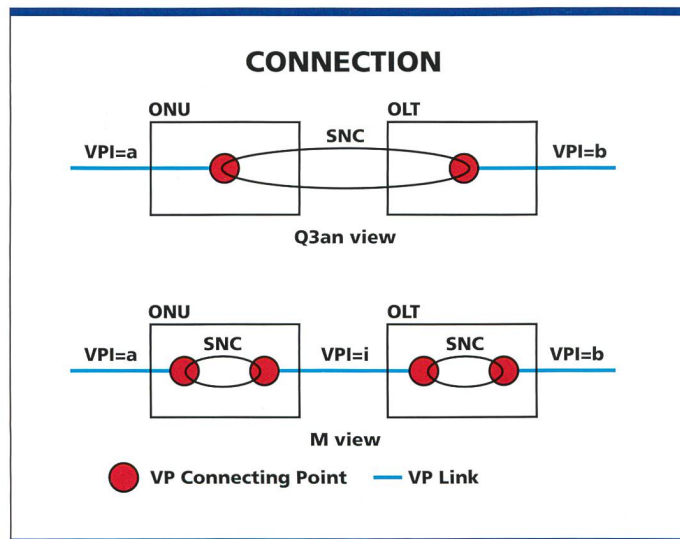 CONNECTION
ONU
OLT
VPI=a
SNC
VPI=b
Q3an view
ONU
OLT
VPI=a
SNC
VPI=i
SNC
VPI=b
M view
VP Connecting Point
VP Link